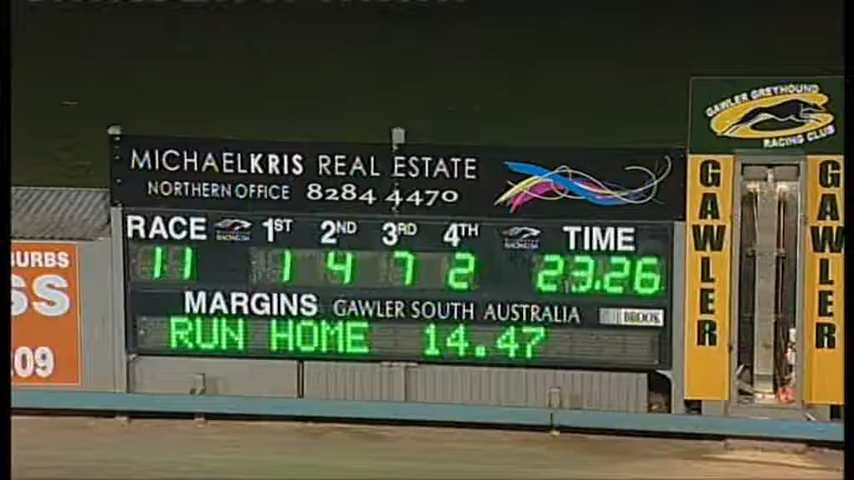 GAWLER GREYHOUND
RACING CLUB
MICHAELKRIS REAL ESTATE
NORTHERN OFFICE 8284 4470
RACE 1ST 2ND 3RD 4TH TIME
11 1 4 7 2 23.26
MARGINS GAWLER SOUTH AUSTRALIA BROOK
RUN HOME 14.47
GAWLER
GAWLER
URBS
SS
09